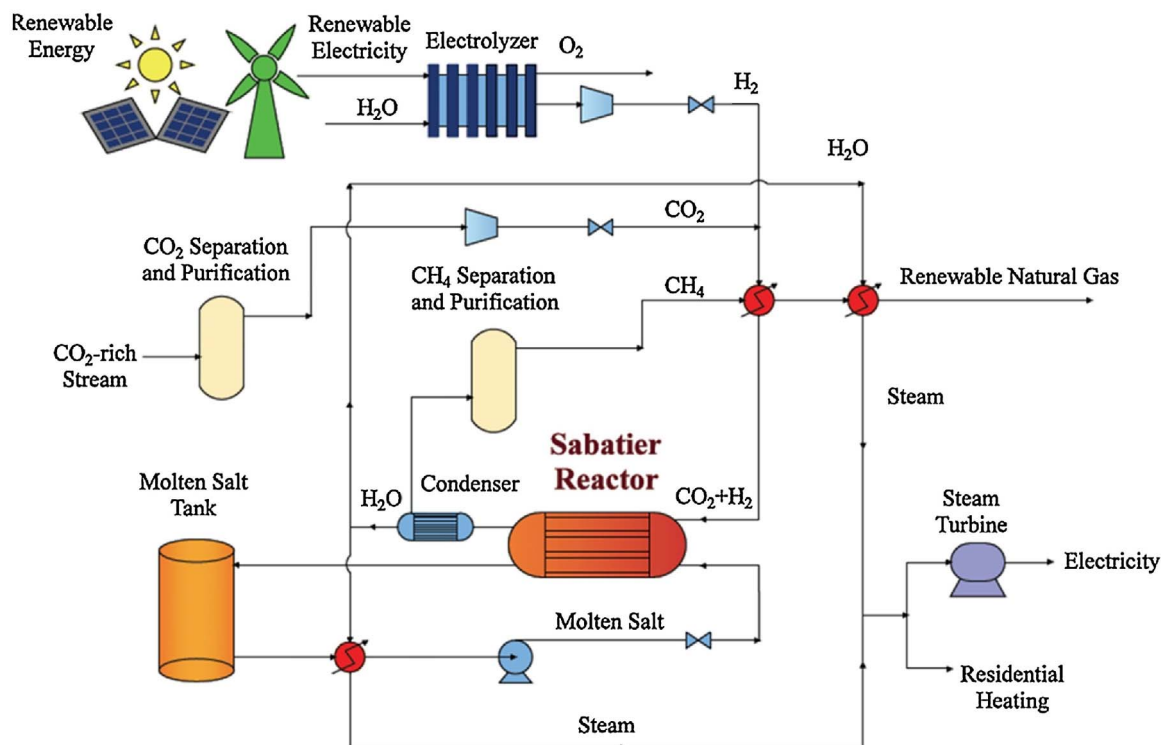 Renewable
Energy
Renewable
Electricity
Electrolyzer
O₂
H₂
H₂O
H₂O
CO₂
CO₂ Separation
and Purification
CH₄ Separation
and Purification
CH₄
Renewable Natural Gas
CO₂-rich
Stream
Steam
Sabatier
Reactor
Molten Salt
Tank
H₂O
Condenser
CO₂+H₂
Steam
Turbine
Electricity
Molten Salt
Residential
Heating
Steam